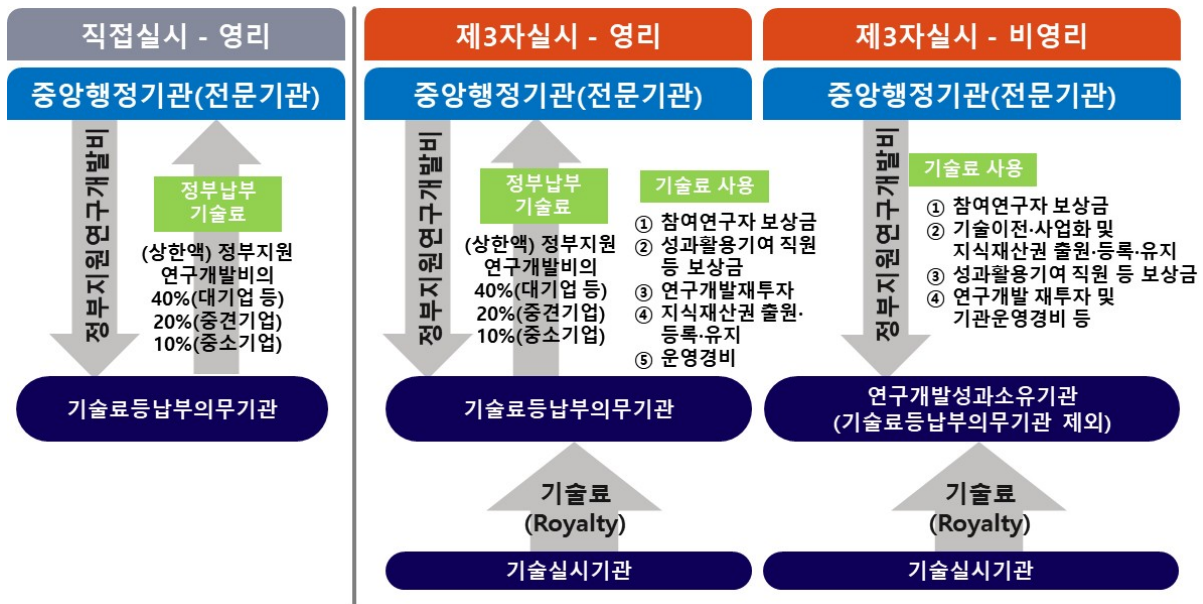 직접실시 - 영리
중앙행정기관(전문기관)
정부지원연구개발비
정부납부
기술료
(상한액) 정부지원
연구개발비의
40%(대기업 등)
20%(중견기업)
10%(중소기업)
기술료등납부의무기관
제3자실시 - 영리
중앙행정기관(전문기관)
정부지원연구개발비
정부납부
기술료
(상한액) 정부지원
연구개발비의
40%(대기업 등)
20%(중견기업)
10%(중소기업)
기술료 사용
① 참여연구자 보상금
② 성과활용기여 직원
등 보상금
③ 연구개발재투자
④ 지식재산권 출원·
등록·유지
⑤ 운영경비
기술료등납부의무기관
기술료
(Royalty)
기술실시기관
제3자실시 - 비영리
중앙행정기관(전문기관)
정부지원연구개발비
기술료 사용
① 참여연구자 보상금
② 기술이전·사업화 및
지식재산권 출원·등록·유지
③ 성과활용기여 직원 등 보상금
④ 연구개발 재투자 및
기관운영경비 등
연구개발성과소유기관
(기술료등납부의무기관 제외)
기술료
(Royalty)
기술실시기관